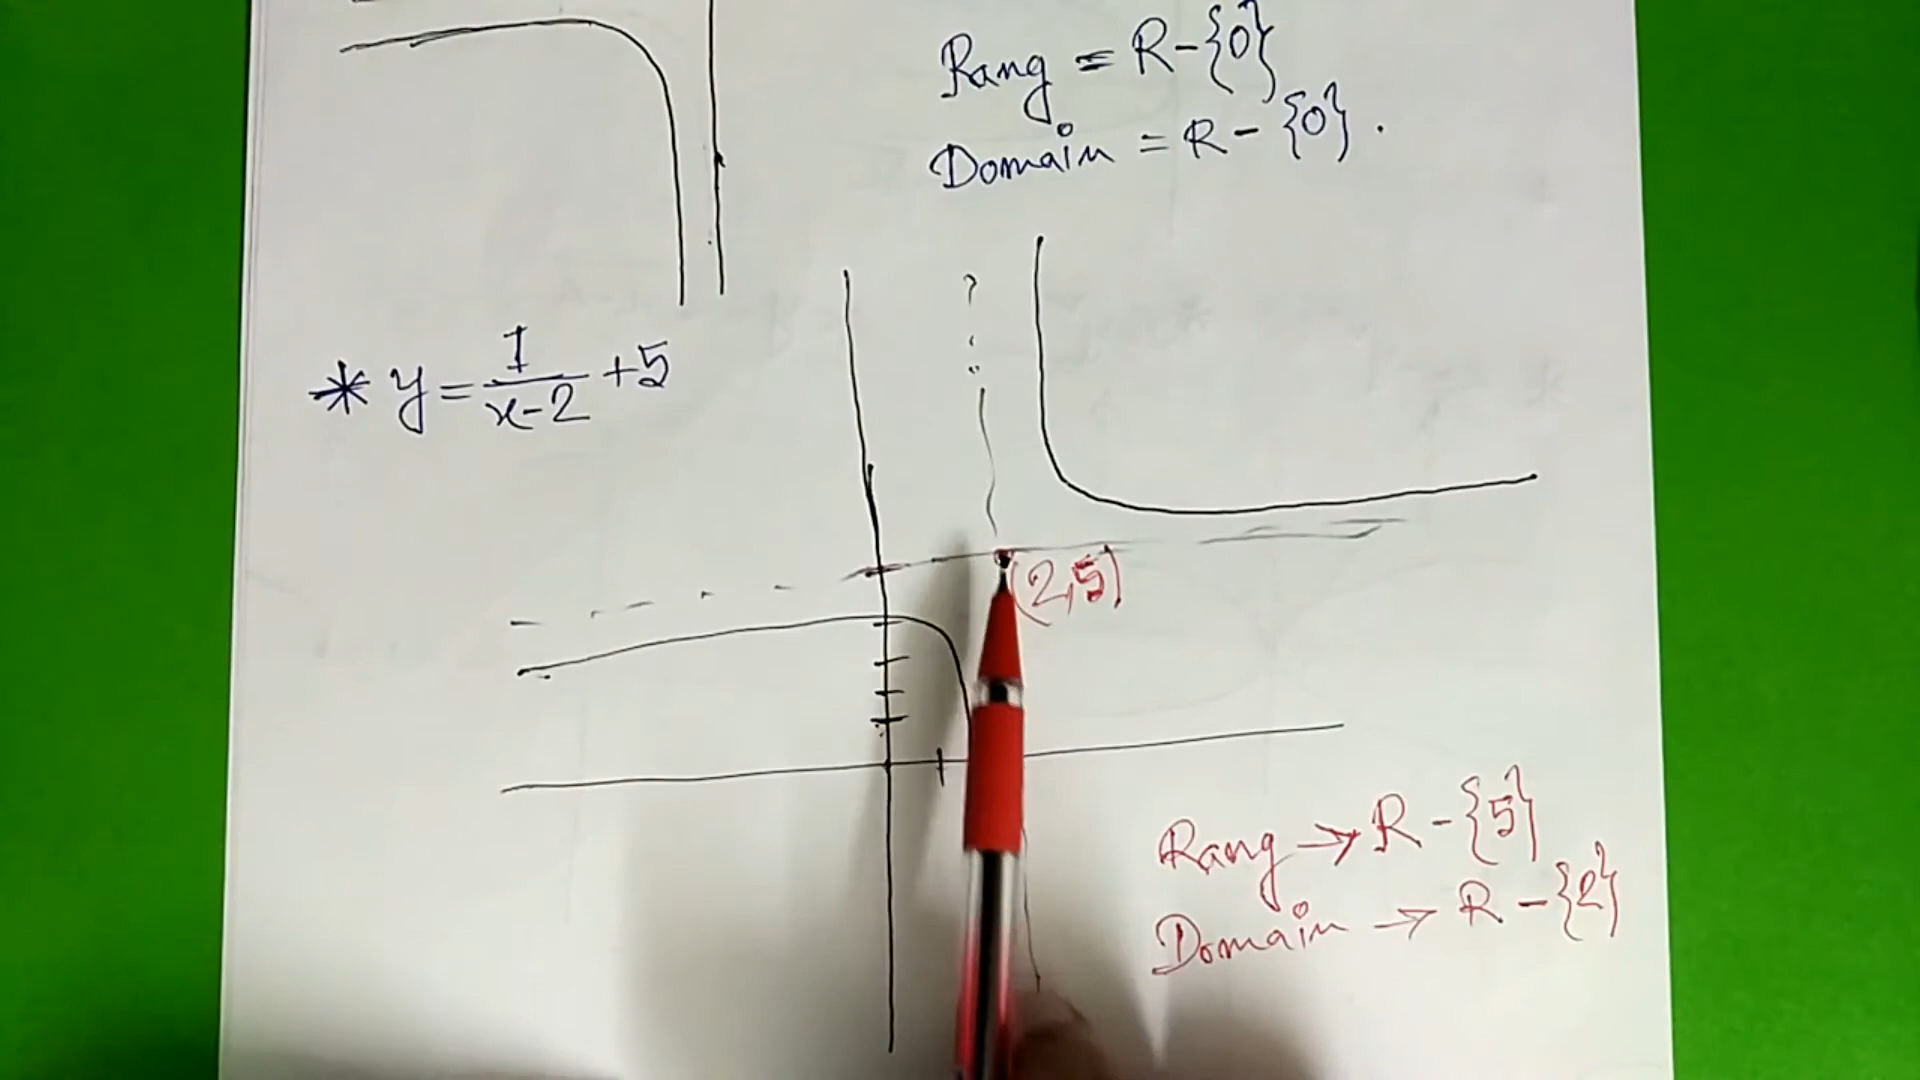 Rang = R-{0}
Domain = R - {0}.
* y = 1/(x-2) +5
(2,5)
Rang → R - {5}
Domain → R - {2}